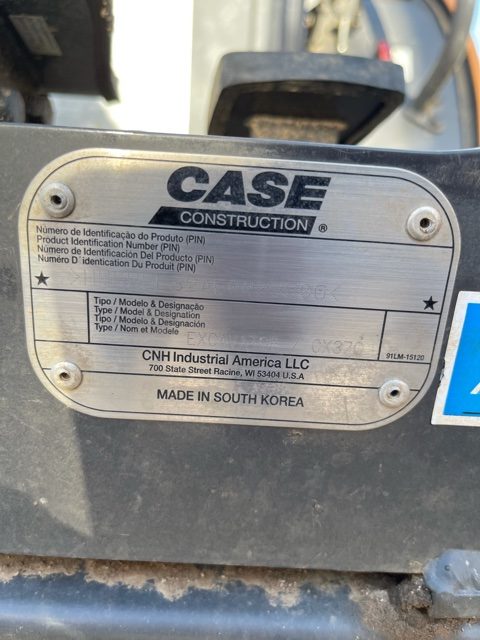 CASE
CONSTRUCTION ®
Número de Identificação do Produto (PIN)
Product Identification Number (PIN)
Número de Identificación Del Producto (PIN)
Numéro D´identification Du Produit (PIN)
Tipo / Modelo & Designação
Type / Model & Designation
Tipo / Modelo & Designación
Type / Nom et Modele
91LM-15120
CNH Industrial America LLC
700 State Street Racine, WI 53404 U.S.A
MADE IN SOUTH KOREA